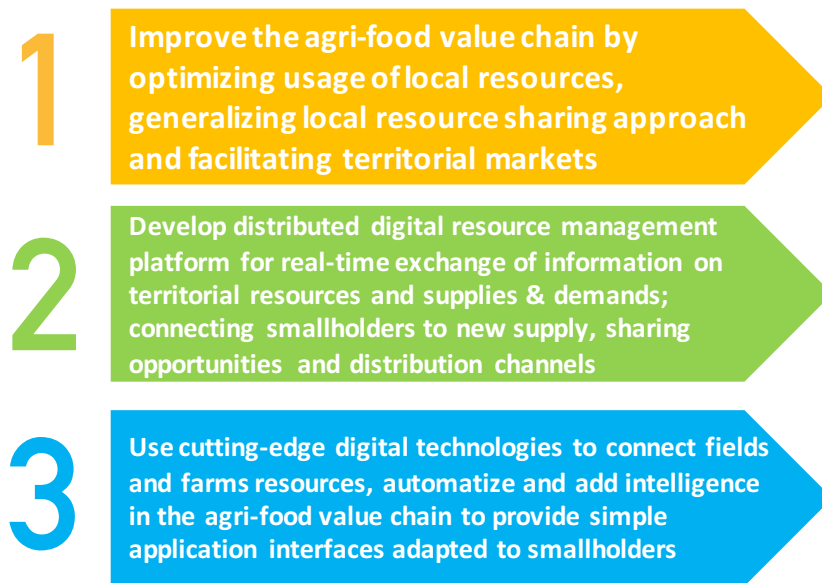 1
Improve the agri-food value chain by
optimizing usage of local resources,
generalizing local resource sharing approach
and facilitating territorial markets
2
Develop distributed digital resource management
platform for real-time exchange of information on
territorial resources and supplies & demands;
connecting smallholders to new supply, sharing
opportunities and distribution channels
3
Use cutting-edge digital technologies to connect fields
and farms resources, automatize and add intelligence
in the agri-food value chain to provide simple
application interfaces adapted to smallholders